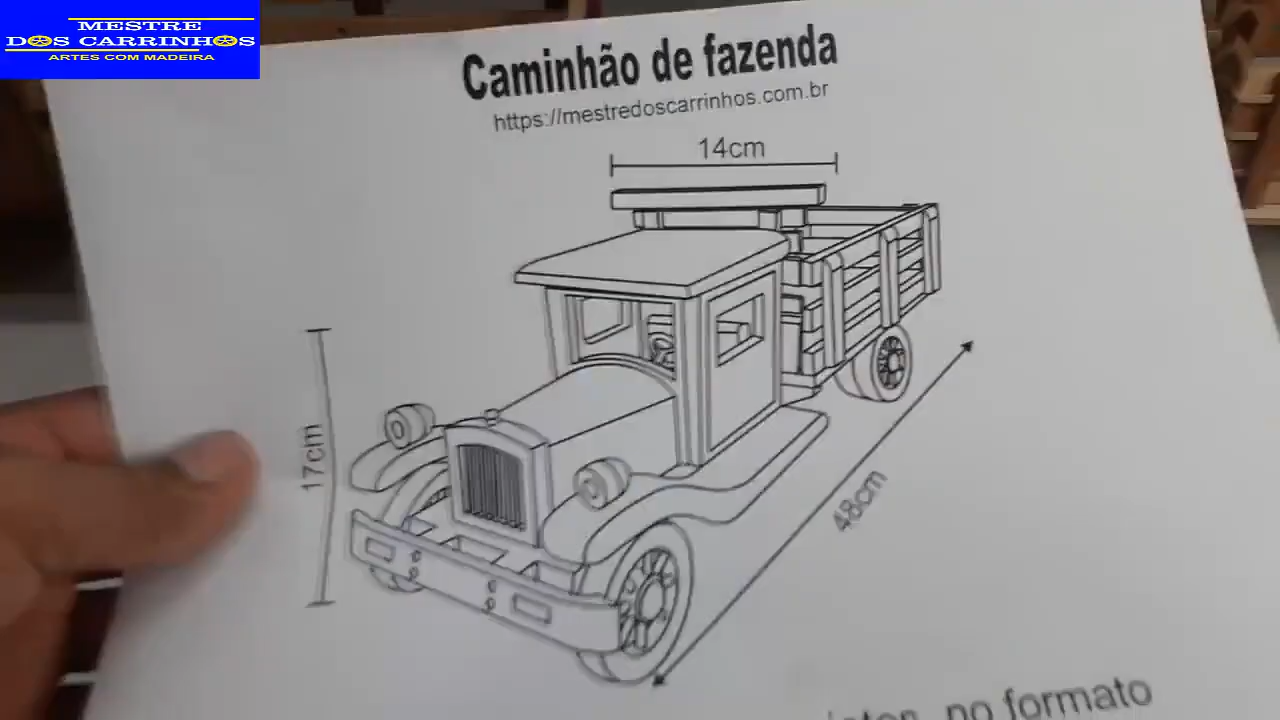 MESTRE
DOS CARRINHOS
ARTES COM MADEIRA
Caminhão de fazenda
https://mestredoscarrinhos.com.br
14cm
17cm
48cm
no formato